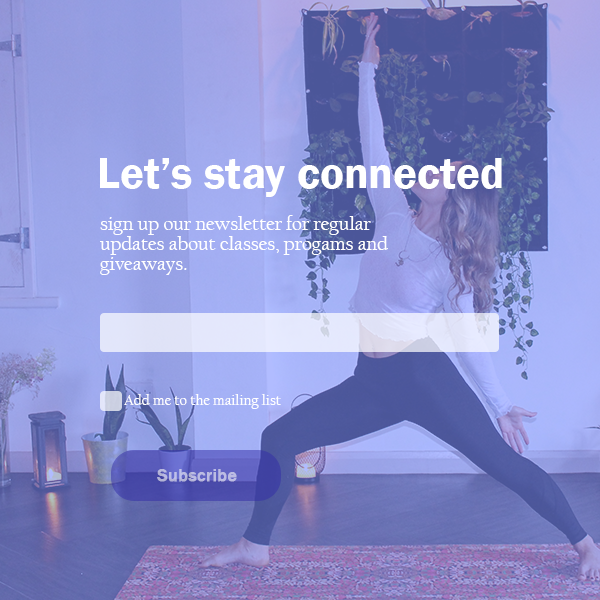 Let's stay connected
sign up our newsletter for regular
updates about classes, progams and
giveaways.
Add me to the mailing list
Subscribe